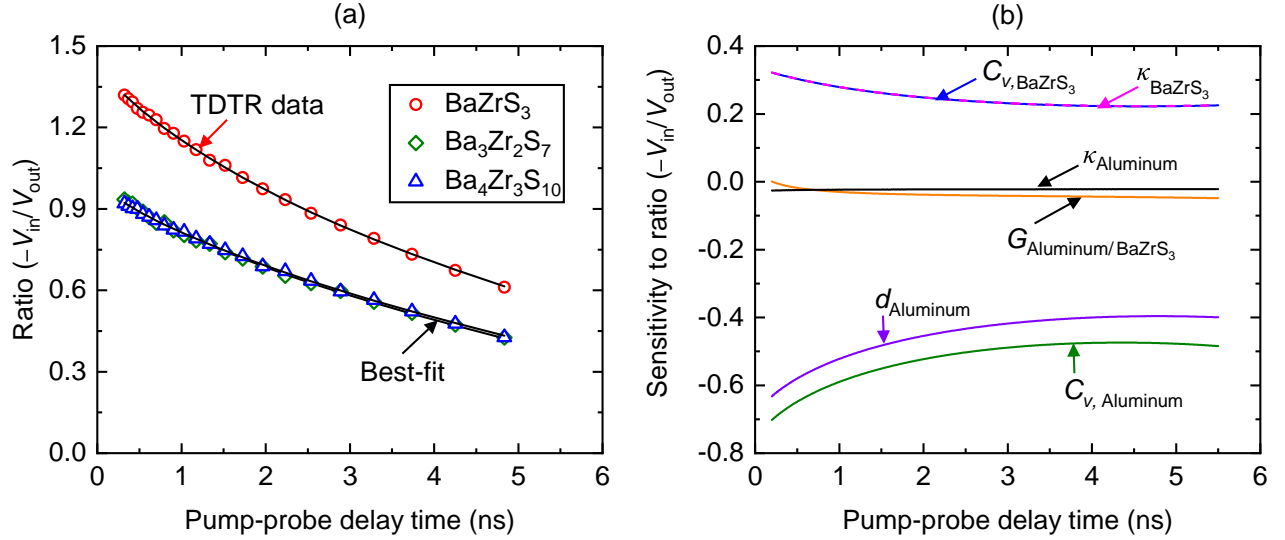 (a)
1.5
1.2
0.9
0.6
0.3
0.0
Ratio (−V_in/V_out)
TDTR data
BaZrS₃
Ba₃Zr₂S₇
Ba₄Zr₃S₁₀
Best-fit
0 1 2 3 4 5 6
Pump-probe delay time (ns)
(b)
0.4
0.2
0.0
-0.2
-0.4
-0.6
-0.8
Sensitivity to ratio (−V_in/V_out)
C_v,BaZrS₃
κ_BaZrS₃
κ_Aluminum
G_Aluminum/BaZrS₃
d_Aluminum
C_v, Aluminum
0 1 2 3 4 5 6
Pump-probe delay time (ns)